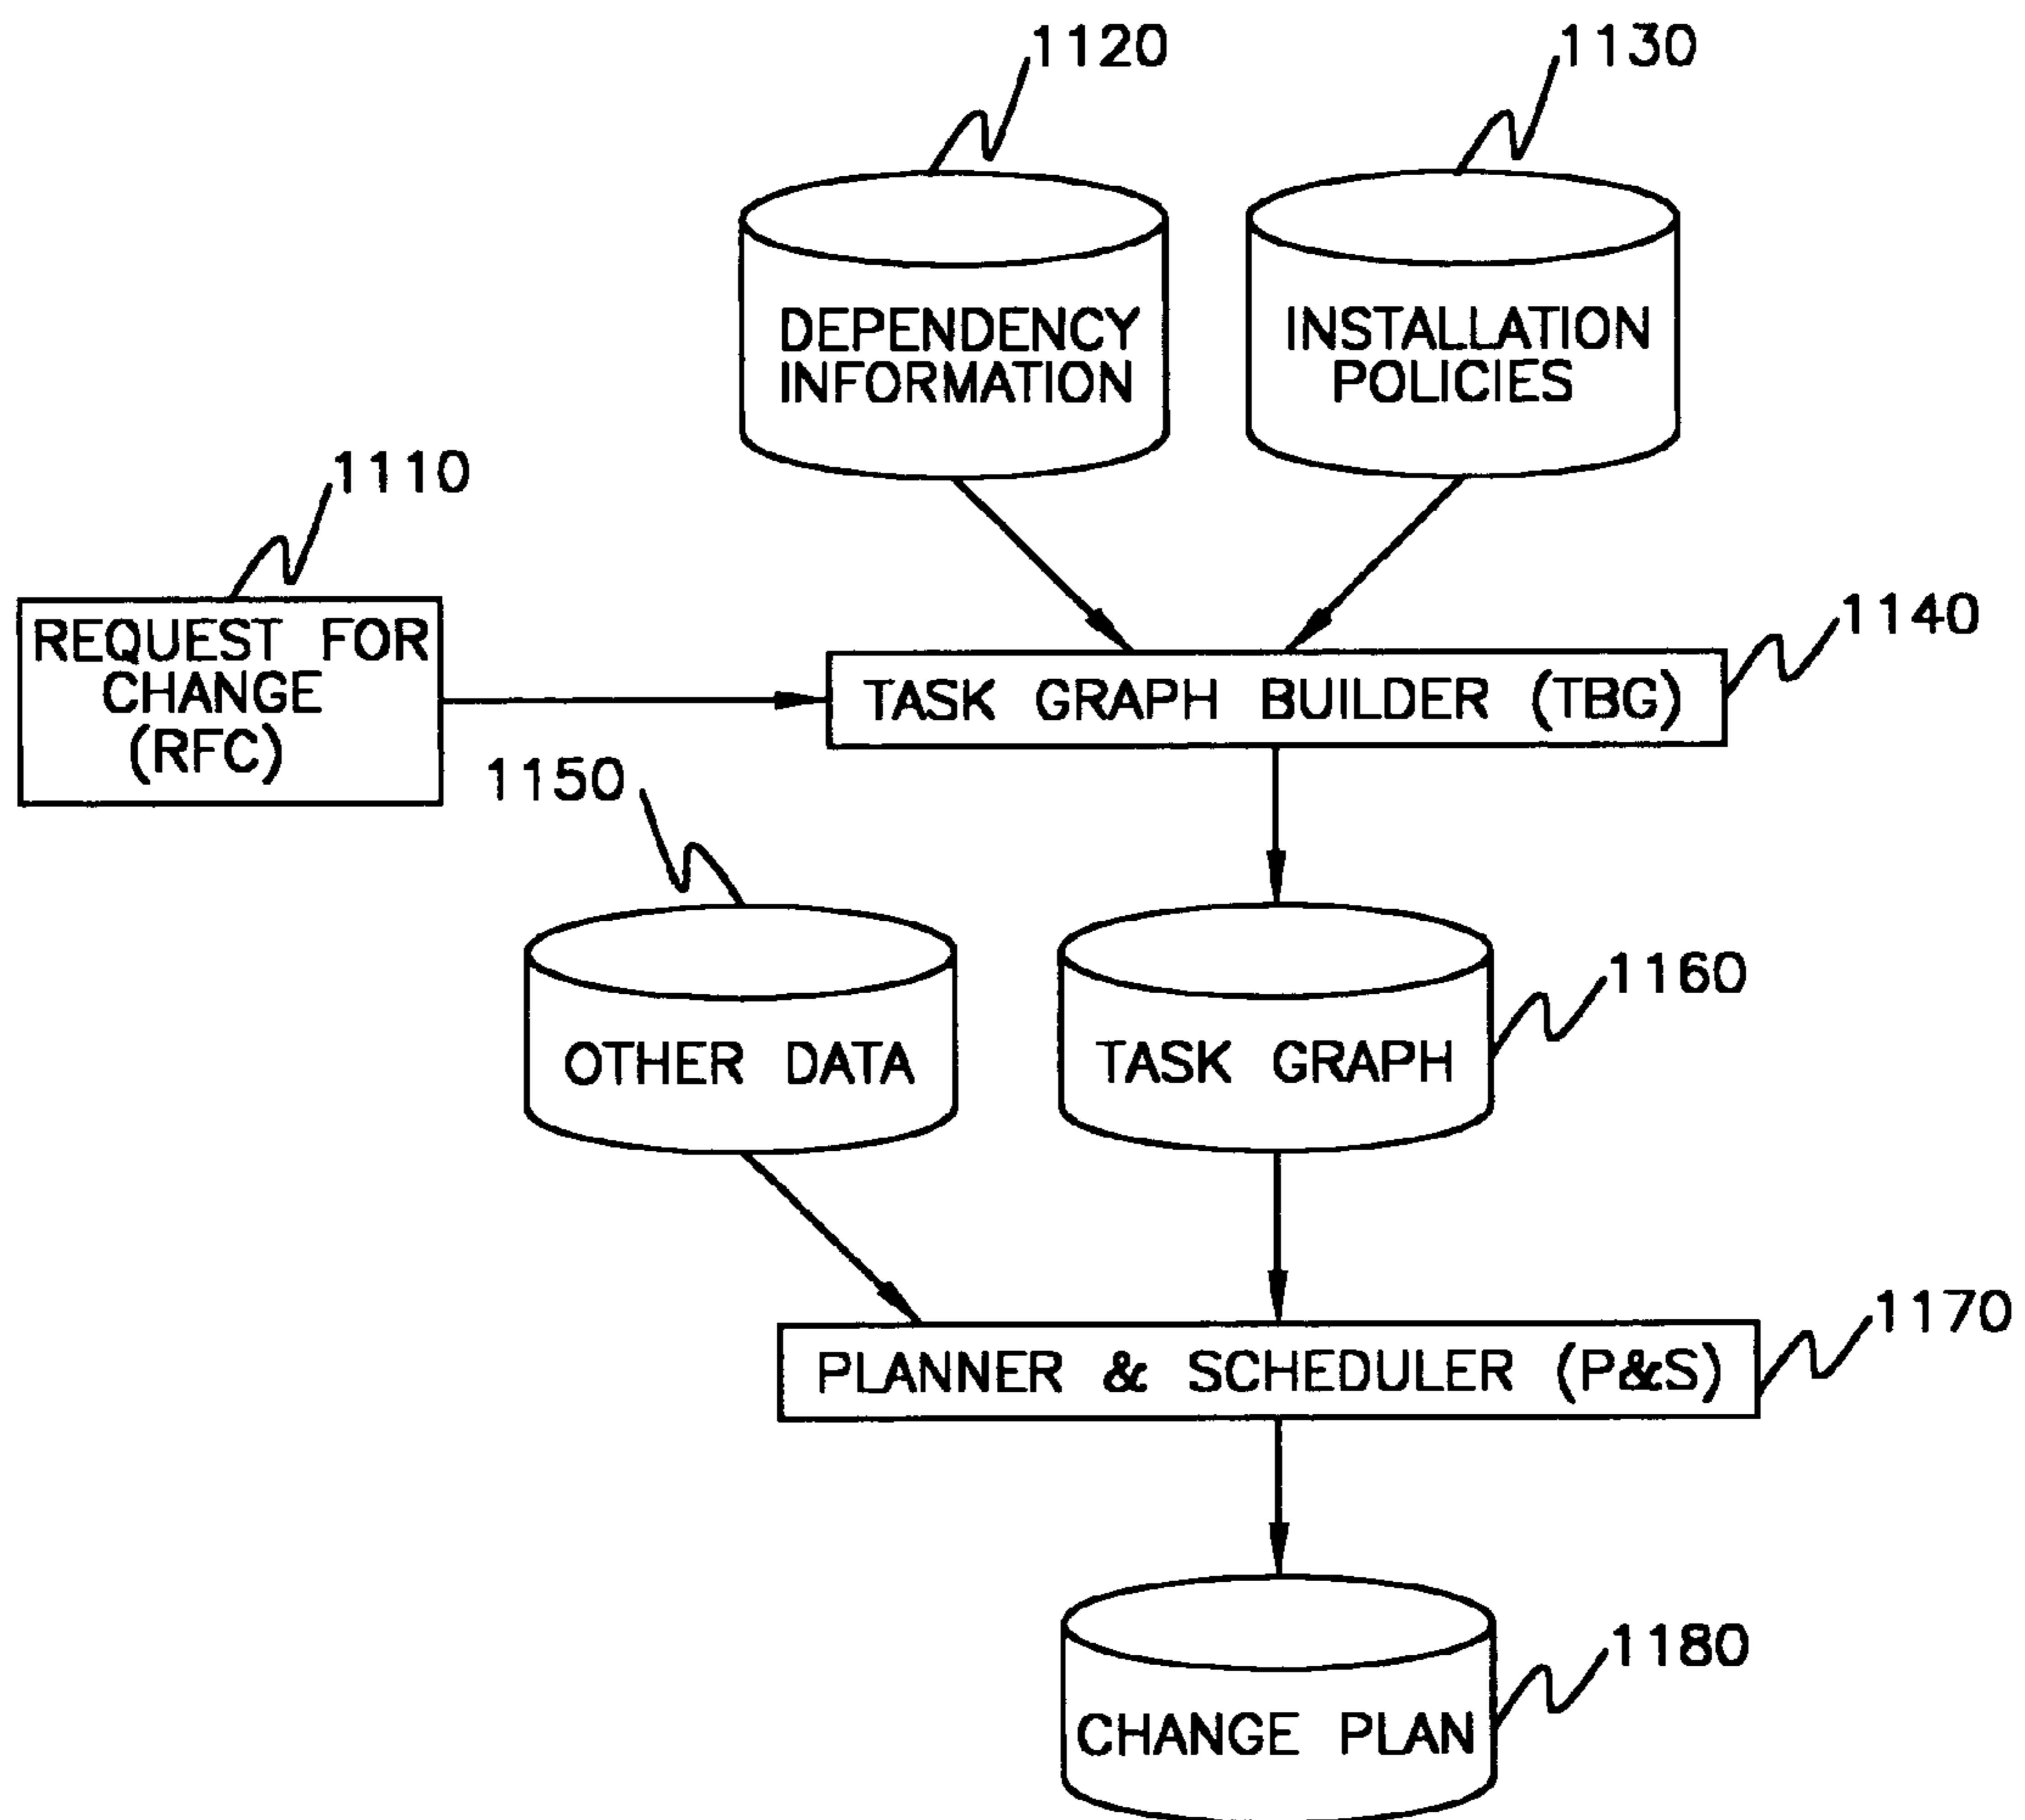 1120
1130
DEPENDENCY
INFORMATION
INSTALLATION
POLICIES
1110
REQUEST FOR
CHANGE
(RFC)
1140
TASK GRAPH BUILDER (TBG)
1150
OTHER DATA
1160
TASK GRAPH
1170
PLANNER & SCHEDULER (P&S)
1180
CHANGE PLAN